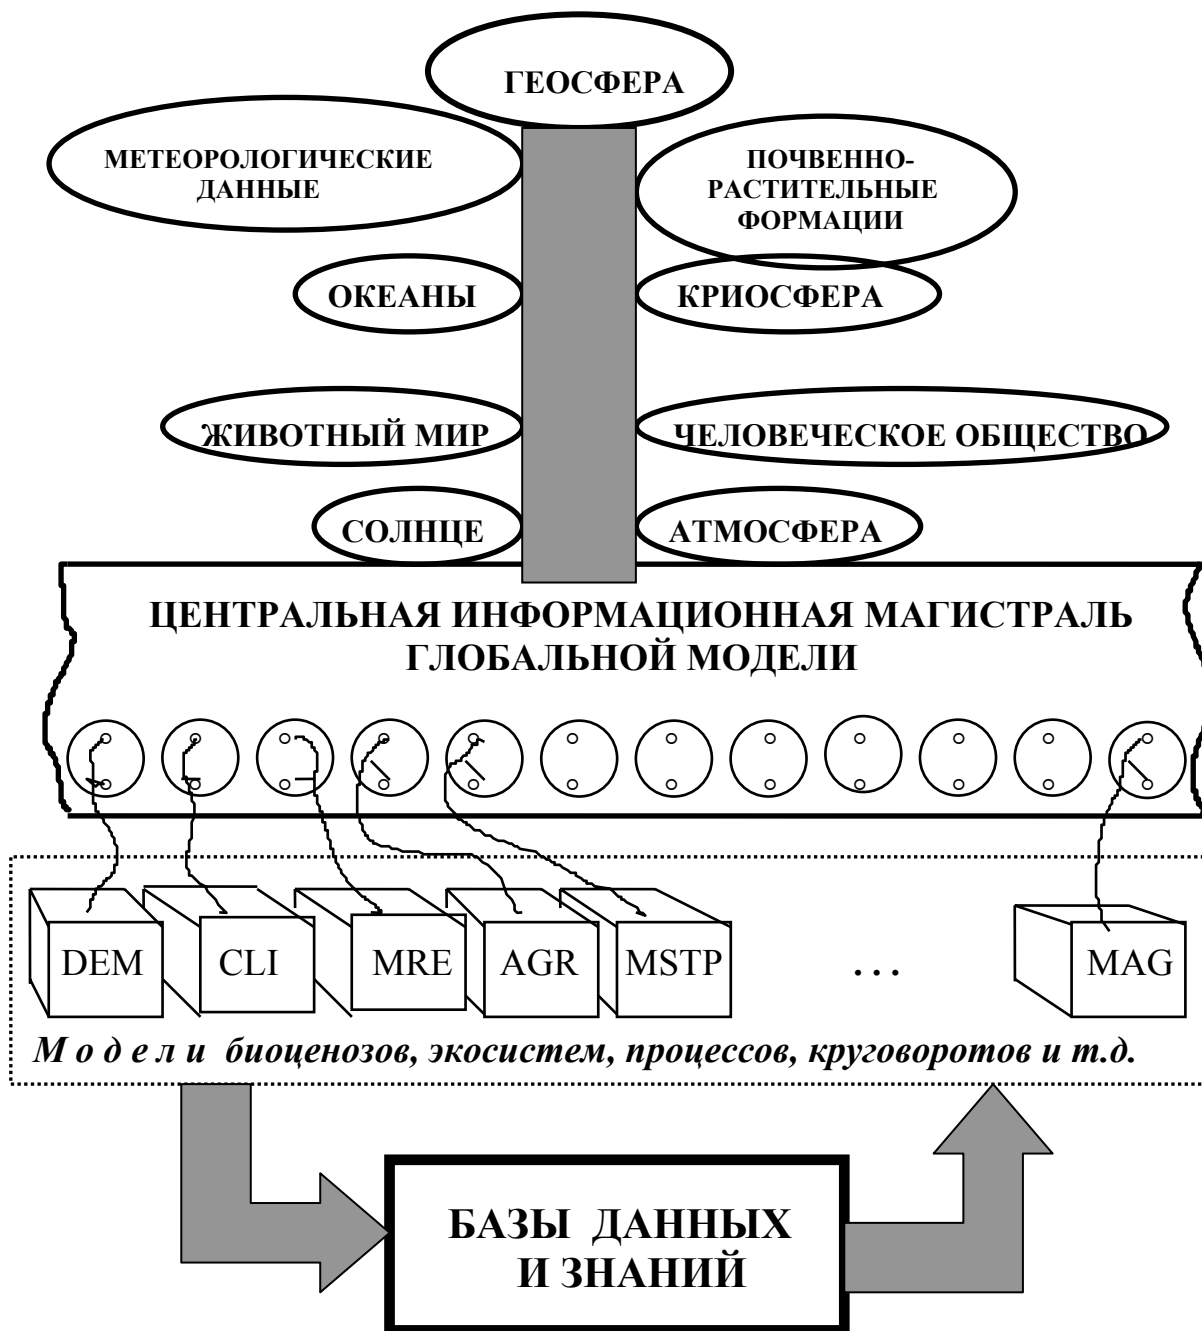 ГЕОСФЕРА
МЕТЕОРОЛОГИЧЕСКИЕ
ДАННЫЕ
ПОЧВЕННО-
РАСТИТЕЛЬНЫЕ
ФОРМАЦИИ
ОКЕАНЫ
КРИОСФЕРА
ЖИВОТНЫЙ МИР
ЧЕЛОВЕЧЕСКОЕ ОБЩЕСТВО
СОЛНЦЕ
АТМОСФЕРА
ЦЕНТРАЛЬНАЯ ИНФОРМАЦИОННАЯ МАГИСТРАЛЬ
ГЛОБАЛЬНОЙ МОДЕЛИ
DEM
CLI
MRE
AGR
MSTP
...
MAG
М о д е л и биоценозов, экосистем, процессов, круговоротов и т.д.
БАЗЫ ДАННЫХ
И ЗНАНИЙ